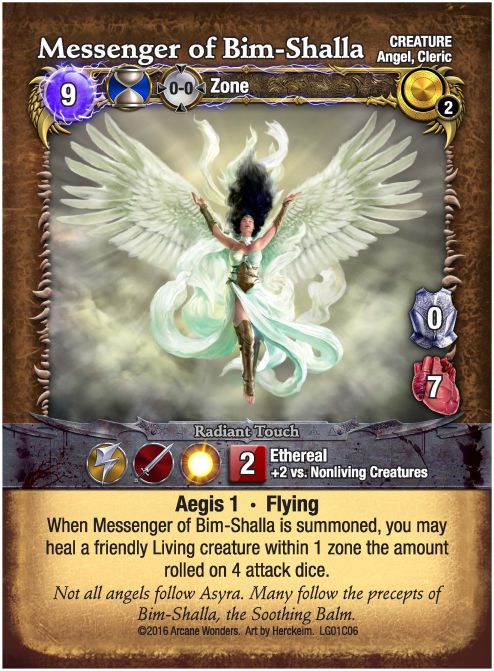 Messenger of Bim-Shalla
CREATURE
Angel, Cleric
9
0-0
Zone
2
0
7
Radiant Touch
2
Ethereal
+2 vs. Nonliving Creatures
Aegis 1 • Flying
When Messenger of Bim-Shalla is summoned, you may
heal a friendly Living creature within 1 zone the amount
rolled on 4 attack dice.
Not all angels follow Asyra. Many follow the precepts of
Bim-Shalla, the Soothing Balm.
©2016 Arcane Wonders. Art by Herckeim. LG01C06